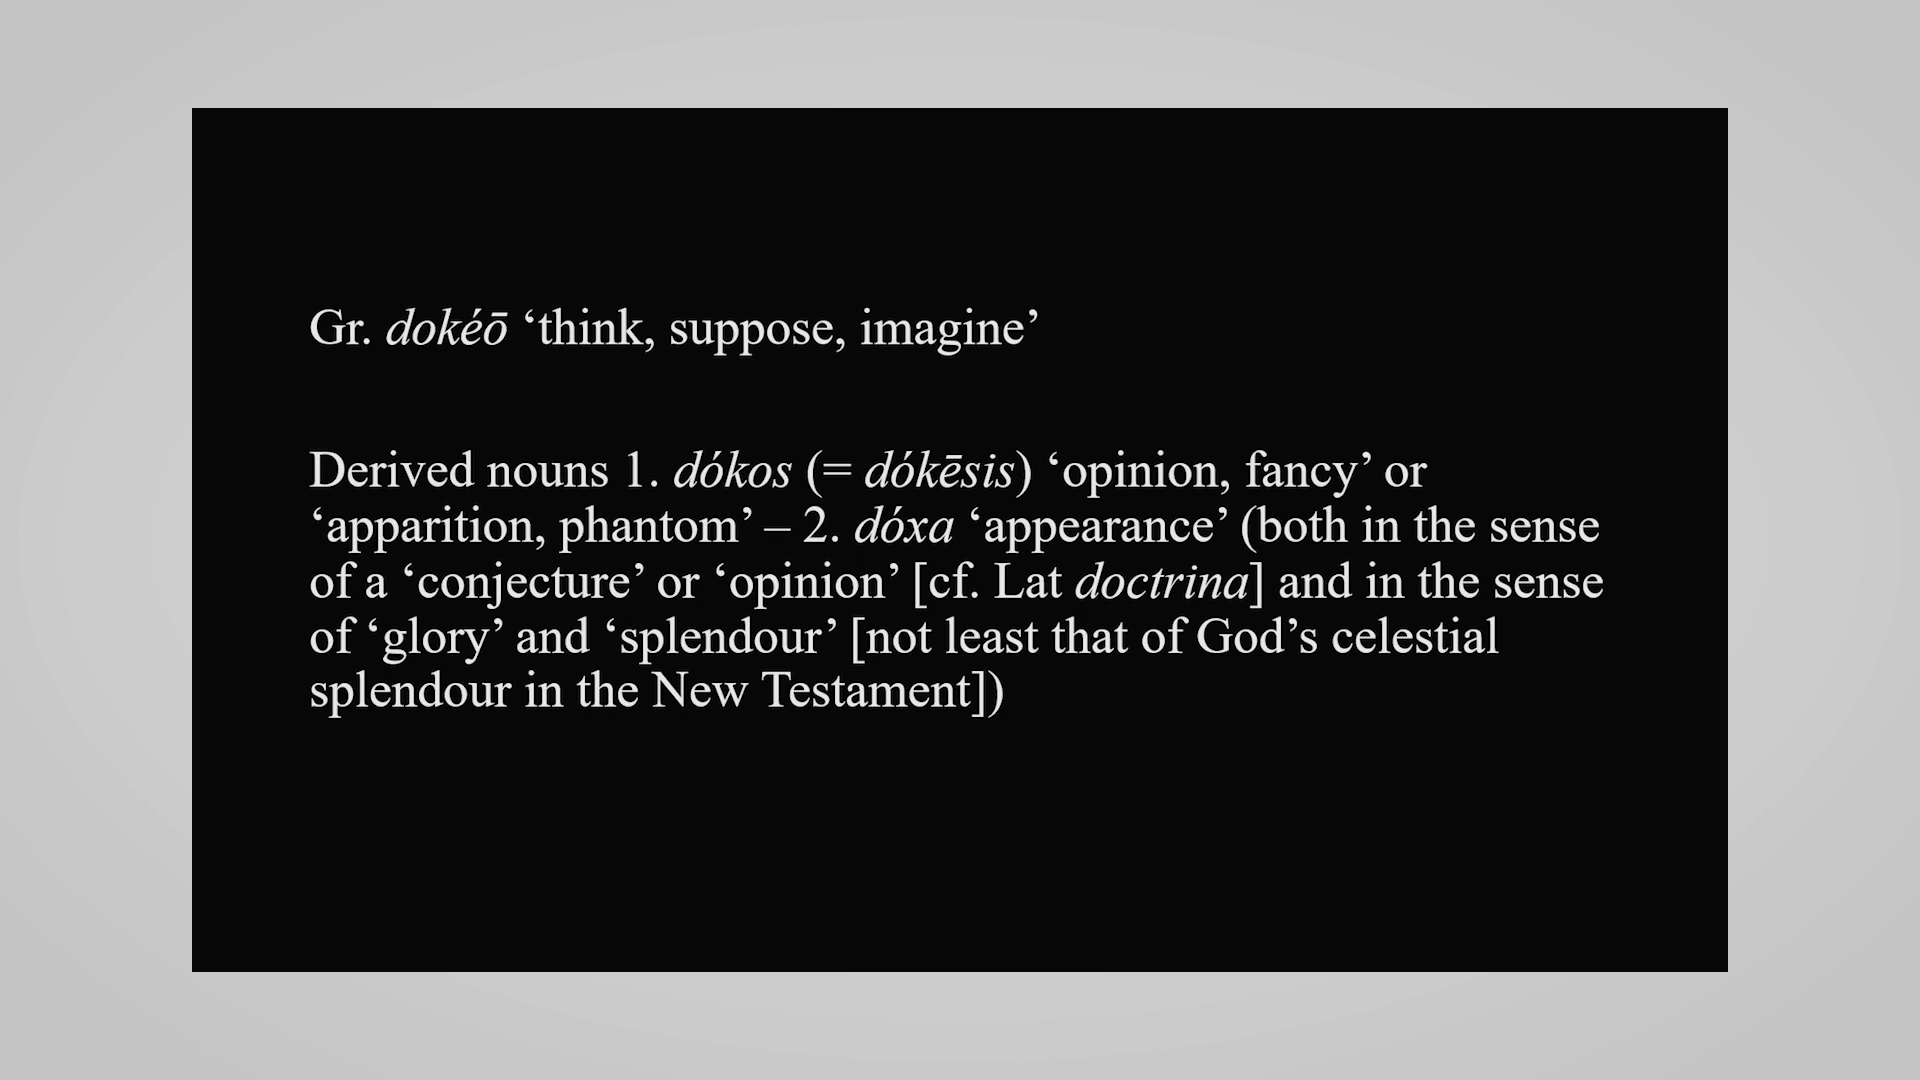 Gr. dokéō ‘think, suppose, imagine’
Derived nouns 1. dókos (= dókēsis) ‘opinion, fancy’ or
‘apparition, phantom’ – 2. dóxa ‘appearance’ (both in the sense
of a ‘conjecture’ or ‘opinion’ [cf. Lat doctrina] and in the sense
of ‘glory’ and ‘splendour’ [not least that of God’s celestial
splendour in the New Testament])